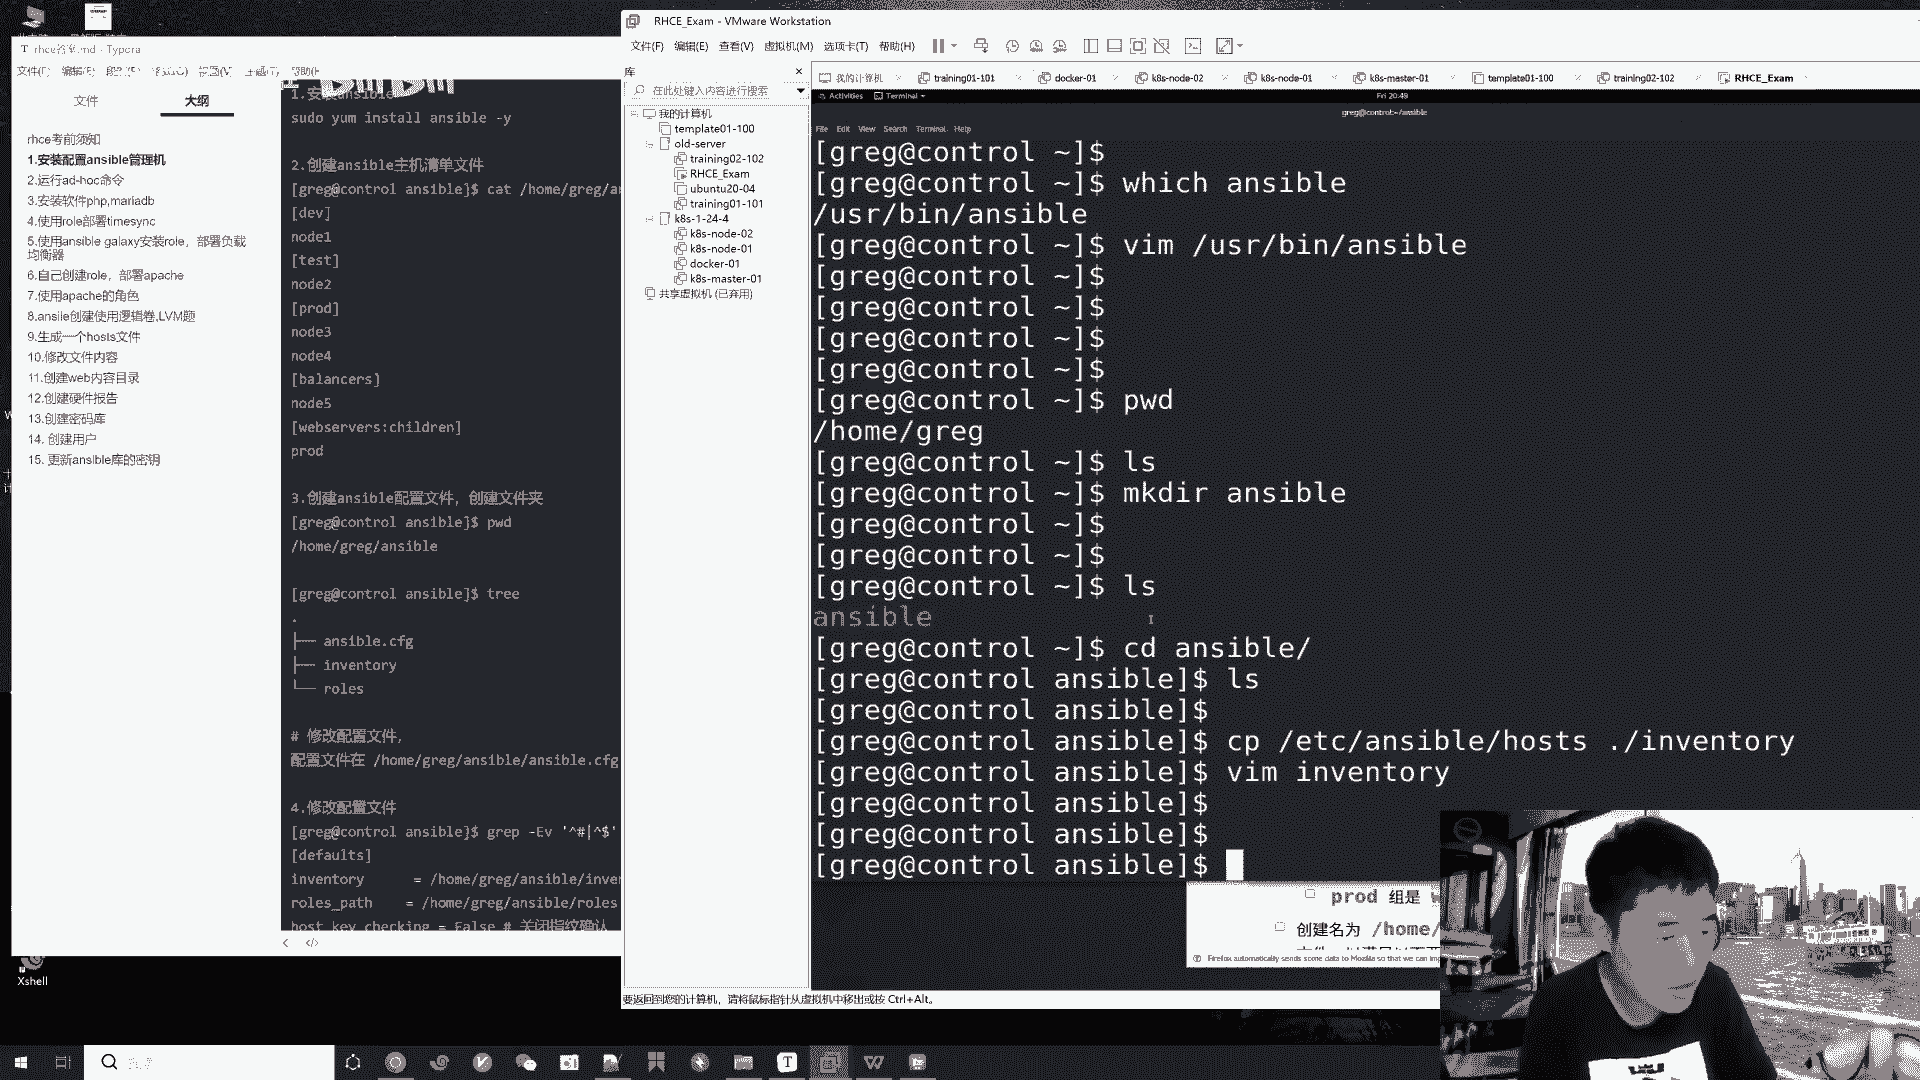 RHCE_Exam - VMware Workstation
文件(F) 编辑(E) 查看(V) 虚拟机(M) 选项卡(T) 帮助(H)
T rhce答案.md - Typora
文件 大纲
rhce考前须知
1.安装配置ansible管理机
2.运行ad-hoc命令
3.安装软件php,mariadb
4.使用role部署timesync
5.使用ansible galaxy安装role，部署负载
均衡器
6.自己创建role，部署apache
7.使用apache的角色
8.ansile创建使用逻辑卷,LVM题
9.生成一个hosts文件
10.修改文件内容
11.创建web内容目录
12.创建硬件报告
13.创建密码库
14. 创建用户
15. 更新ansible库的密钥
1.安装ansible
sudo yum install ansible -y
2.创建ansible主机清单文件
[greg@control ansible]$ cat /home/greg/an
[dev]
node1
[test]
node2
[prod]
node3
node4
[balancers]
node5
[webservers:children]
prod
3.创建ansible配置文件，创建文件夹
[greg@control ansible]$ pwd
/home/greg/ansible
[greg@control ansible]$ tree
.
├── ansible.cfg
├── inventory
└── roles
# 修改配置文件,
配置文件在 /home/greg/ansible/ansible.cfg
4.修改配置文件
[greg@control ansible]$ grep -Ev '^#|^$'
[defaults]
inventory = /home/greg/ansible/inven
roles_path = /home/greg/ansible/roles
host_key_checking = False # 关闭指纹确认
库
在此处键入内容进行搜索
我的计算机
template01-100
old-server
training02-102
RHCE_Exam
ubuntu20-04
training01-101
k8s-1-24-4
k8s-node-02
k8s-node-01
docker-01
k8s-master-01
共享虚拟机 (已弃用)
我的计算机 training01-101 docker-01 k8s-node-02 k8s-node-01 k8s-master-01 template01-100 training02-102 RHCE_Exam
Activities Terminal Fri 20:49
greg@control:~/ansible
File Edit View Search Terminal Help
[greg@control ~]$
[greg@control ~]$ which ansible
/usr/bin/ansible
[greg@control ~]$ vim /usr/bin/ansible
[greg@control ~]$
[greg@control ~]$
[greg@control ~]$
[greg@control ~]$
[greg@control ~]$ pwd
/home/greg
[greg@control ~]$ ls
[greg@control ~]$ mkdir ansible
[greg@control ~]$
[greg@control ~]$
[greg@control ~]$ ls
ansible
[greg@control ~]$ cd ansible/
[greg@control ansible]$ ls
[greg@control ansible]$
[greg@control ansible]$ cp /etc/ansible/hosts ./inventory
[greg@control ansible]$ vim inventory
[greg@control ansible]$
[greg@control ansible]$
[greg@control ansible]$
prod 组是
创建名为 /home/
Firefox automatically sends some data to Mozilla so that we can
要返回到您的计算机，请将鼠标指针从虚拟机中移出或按 Ctrl+Alt。
Xshell